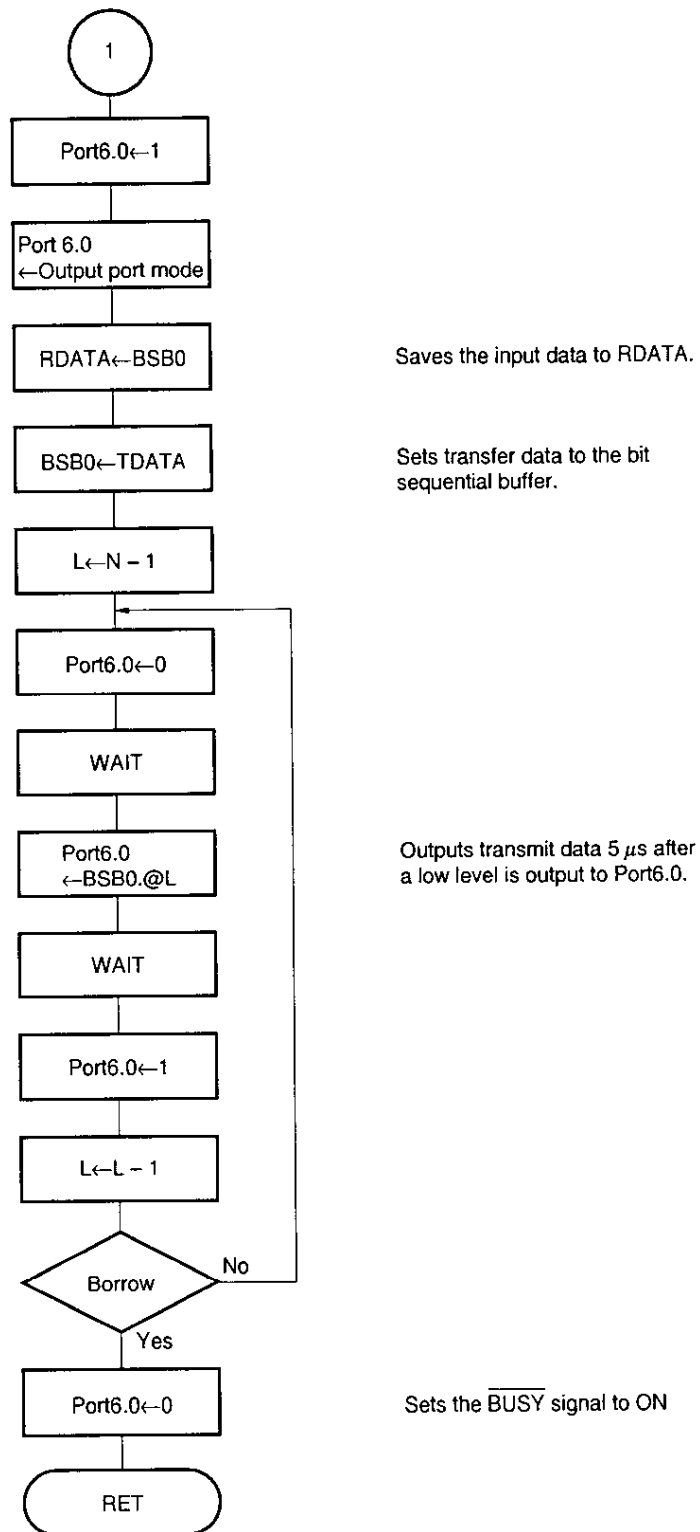 1
Port6.0←1
Port 6.0
←Output port mode
RDATA←BSB0
Saves the input data to RDATA.
BSB0←TDATA
Sets transfer data to the bit
sequential buffer.
L←N – 1
Port6.0←0
WAIT
Port6.0
←BSB0.@L
Outputs transmit data 5 μs after
a low level is output to Port6.0.
WAIT
Port6.0←1
L←L – 1
Borrow
No
Yes
Port6.0←0
Sets the B̅U̅S̅Y̅ signal to ON
RET